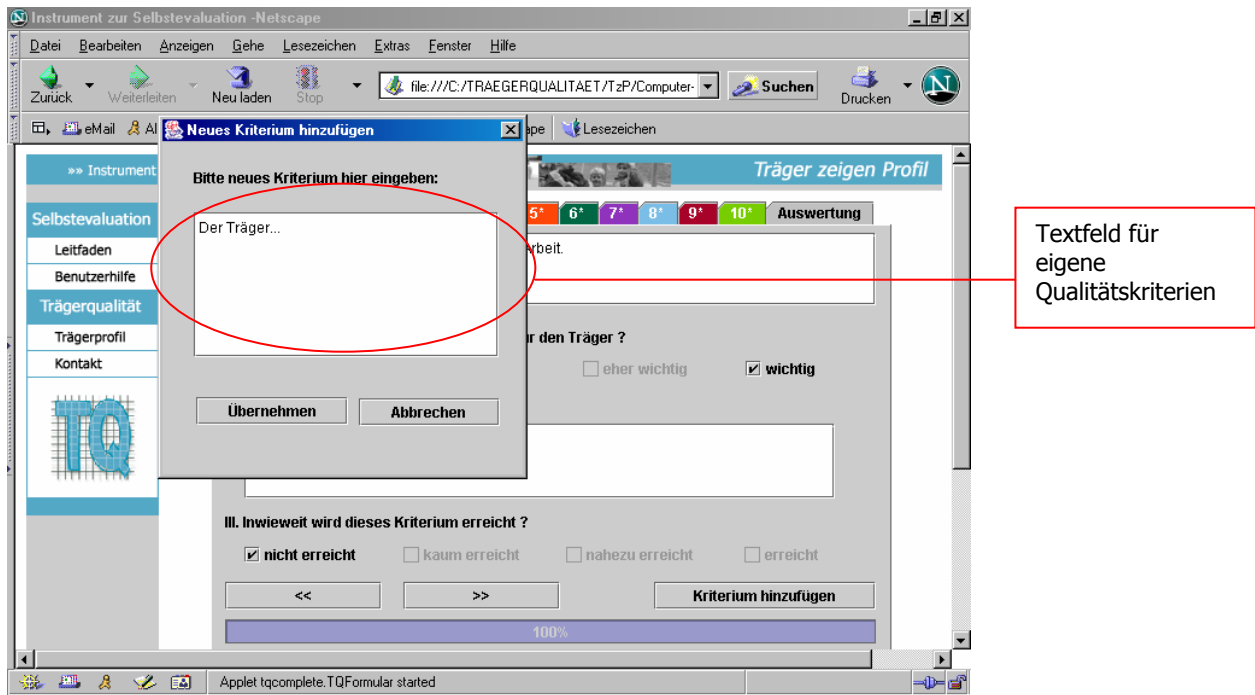 Instrument zur Selbstevaluation -Netscape
Datei Bearbeiten Anzeigen Gehe Lesezeichen Extras Fenster Hilfe
Zurück Weiterleiten Neu laden Stop file:///C:/TRAEGERQUALITAET/TzP/Computer- Suchen Drucken N
eMail Al Neues Kriterium hinzufügen ape Lesezeichen
»» Instrument Träger zeigen Profil
Bitte neues Kriterium hier eingeben:
5* 6* 7* 8* 9* 10* Auswertung
Selbstevaluation
Der Träger...
Leitfaden
Benutzerhilfe
Trägerqualität
Trägerprofil
Kontakt
TQ
Übernehmen Abbrechen
rbeit.
ür den Träger ?
eher wichtig wichtig
III. Inwieweit wird dieses Kriterium erreicht ?
nicht erreicht kaum erreicht nahezu erreicht erreicht
<< >> Kriterium hinzufügen
100%
Applet tqcomplete.TQFormular started
Textfeld für
eigene
Qualitätskriterien